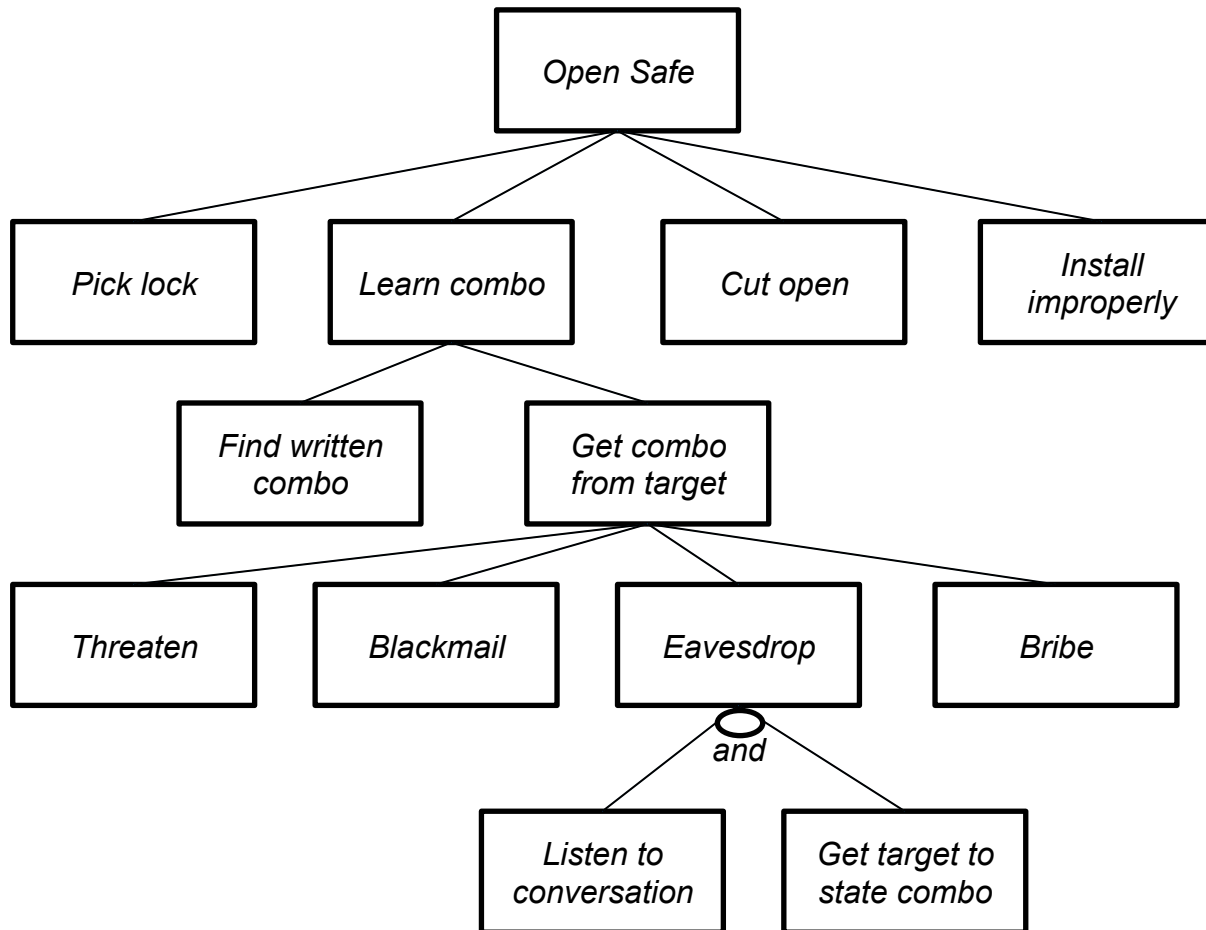 Open Safe
Pick lock
Learn combo
Cut open
Install
improperly
Find written
combo
Get combo
from target
Threaten
Blackmail
Eavesdrop
Bribe
and
Listen to
conversation
Get target to
state combo